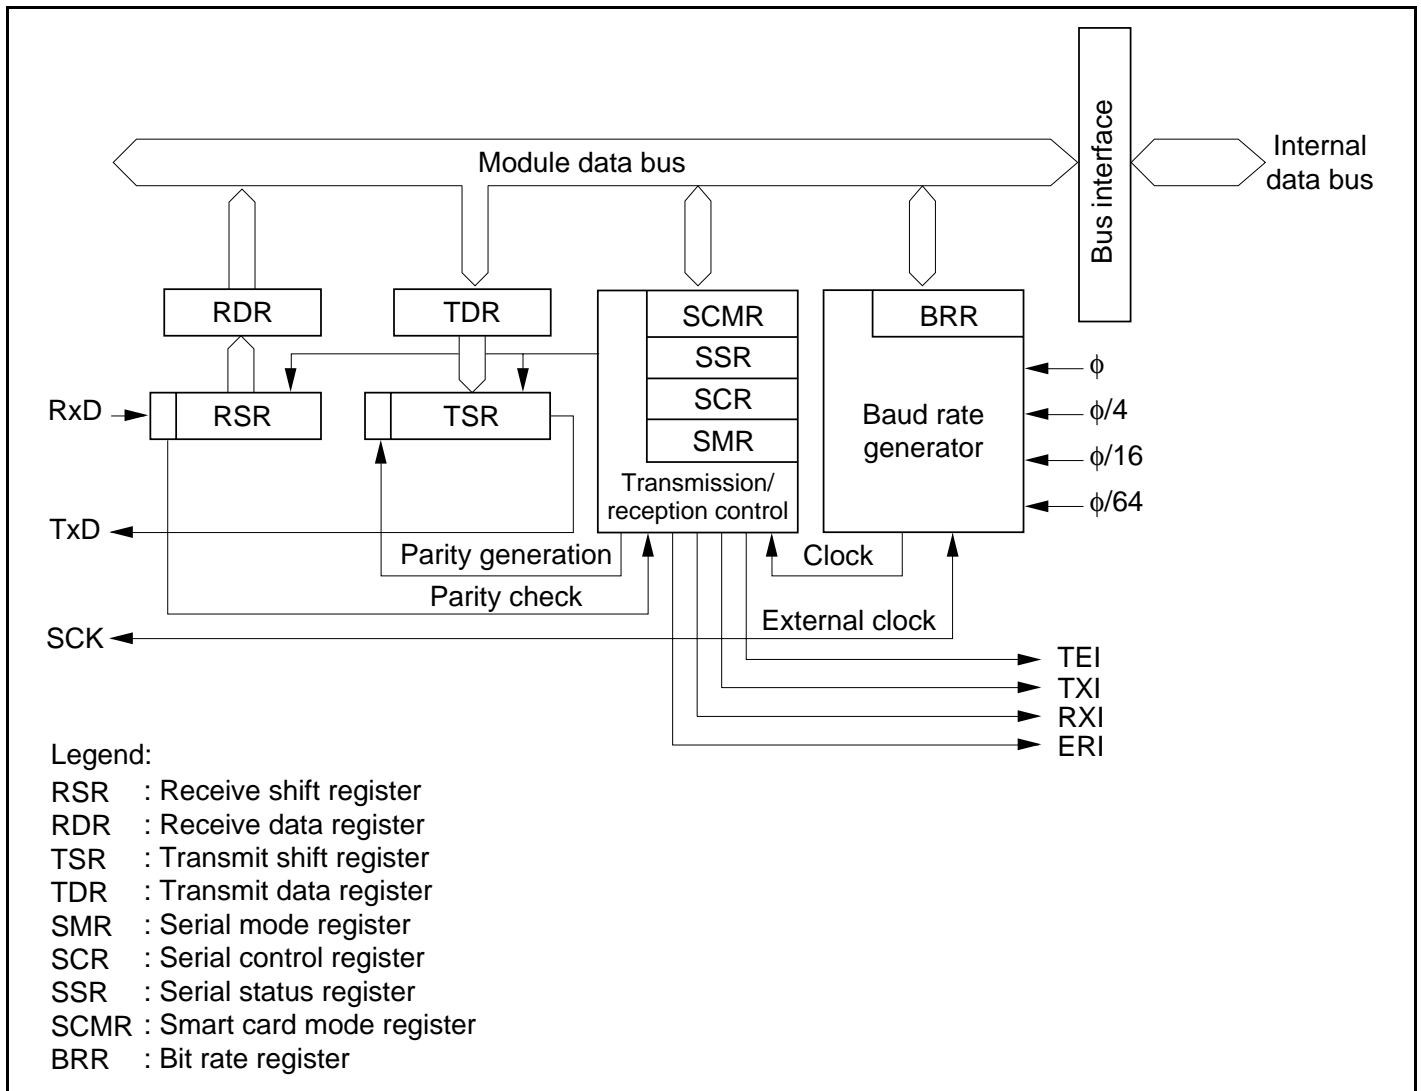 Internal
data bus
Bus interface
Module data bus
RDR
TDR
SCMR
SSR
SCR
SMR
Transmission/
reception control
BRR
Baud rate
generator
ϕ
ϕ/4
ϕ/16
ϕ/64
RxD
RSR
TSR
TxD
Parity generation
Clock
Parity check
External clock
SCK
TEI
TXI
RXI
ERI
Legend:
RSR : Receive shift register
RDR : Receive data register
TSR : Transmit shift register
TDR : Transmit data register
SMR : Serial mode register
SCR : Serial control register
SSR : Serial status register
SCMR : Smart card mode register
BRR : Bit rate register